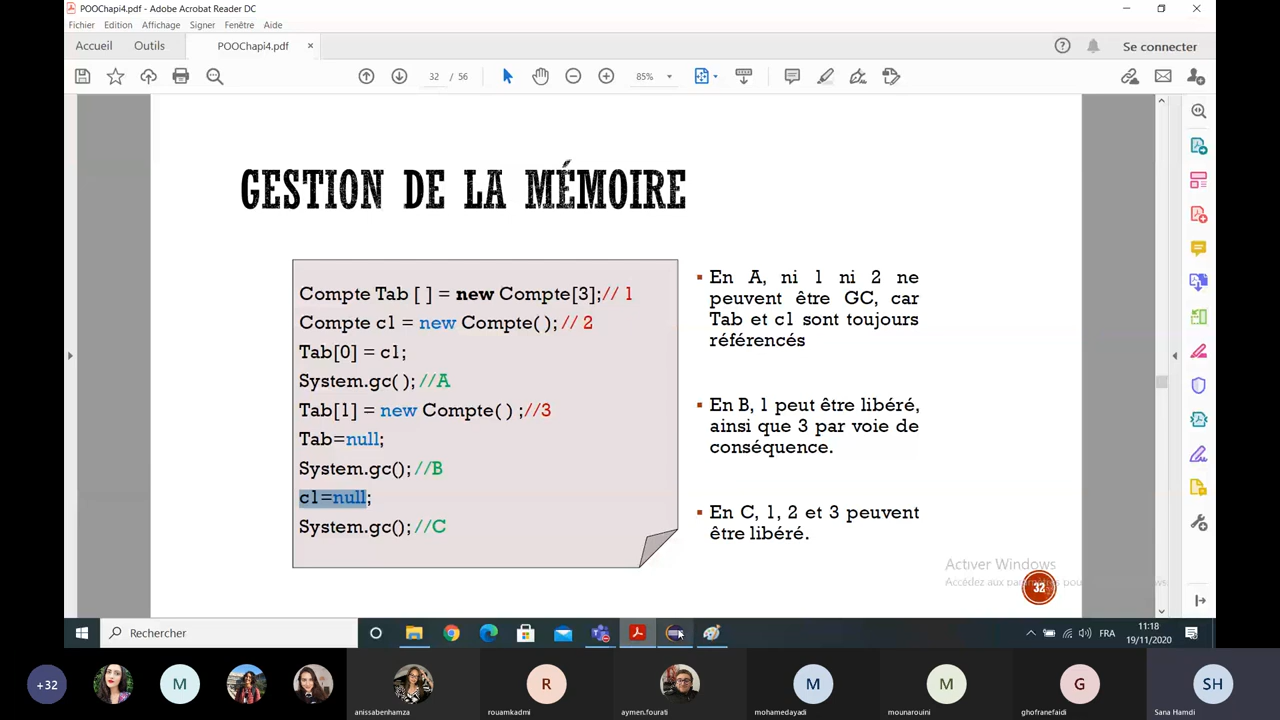 POOChapi4.pdf - Adobe Acrobat Reader DC
Fichier Edition Affichage Signer Fenêtre Aide
Accueil Outils POOChapi4.pdf × Se connecter
32 / 56 85%
GESTION DE LA MÉMOIRE
Compte Tab [ ] = new Compte[3];// 1
Compte c1 = new Compte( ); // 2
Tab[0] = c1;
System.gc( ); //A
Tab[1] = new Compte( ) ;//3
Tab=null;
System.gc(); //B
c1=null;
System.gc(); //C
▪ En A, ni 1 ni 2 ne
peuvent être GC, car
Tab et c1 sont toujours
référencés
▪ En B, 1 peut être libéré,
ainsi que 3 par voie de
conséquence.
▪ En C, 1, 2 et 3 peuvent
être libéré.
Activer Windows
32
Rechercher
FRA
11:18
19/11/2020
+32
M
R
M
M
G
SH
anissabenhamza
rouamkadmi
aymen.fourati
mohamedayadi
mounarouini
ghofranefaidi
Sana Hamdi